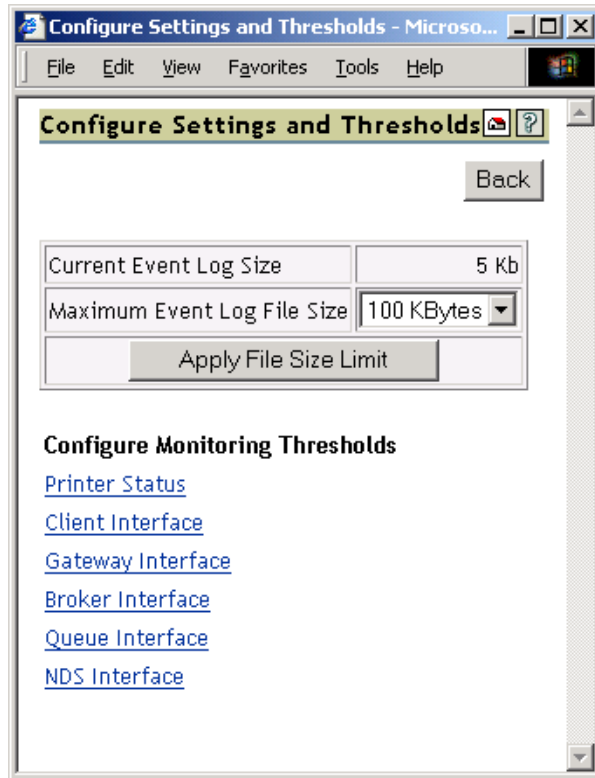 Configure Settings and Thresholds - Microso...
File Edit View Favorites Tools Help
Configure Settings and Thresholds
?
Back
Current Event Log Size 5 Kb
Maximum Event Log File Size 100 KBytes
Apply File Size Limit
Configure Monitoring Thresholds
Printer Status
Client Interface
Gateway Interface
Broker Interface
Queue Interface
NDS Interface